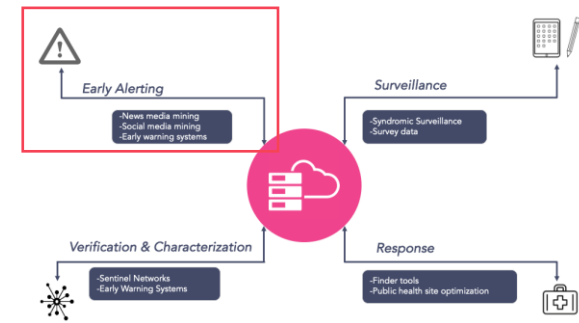 Early Alerting
-News media mining
-Social media mining
-Early warning systems
Surveillance
-Syndromic Surveillance
-Survey data
Verification & Characterization
-Sentinel Networks
-Early Warning Systems
Response
-Finder tools
-Public health site optimization